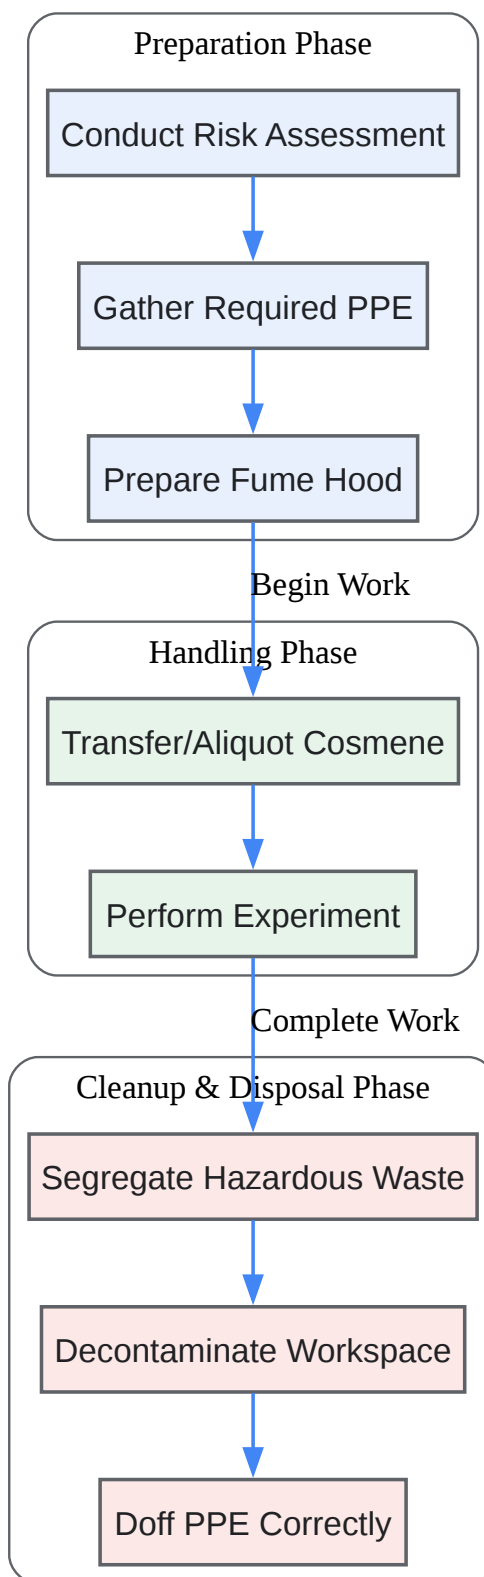 Preparation Phase
Conduct Risk Assessment
Gather Required PPE
Prepare Fume Hood
Begin Work
Handling Phase
Transfer/Aliquot Cosmene
Perform Experiment
Complete Work
Cleanup & Disposal Phase
Segregate Hazardous Waste
Decontaminate Workspace
Doff PPE Correctly